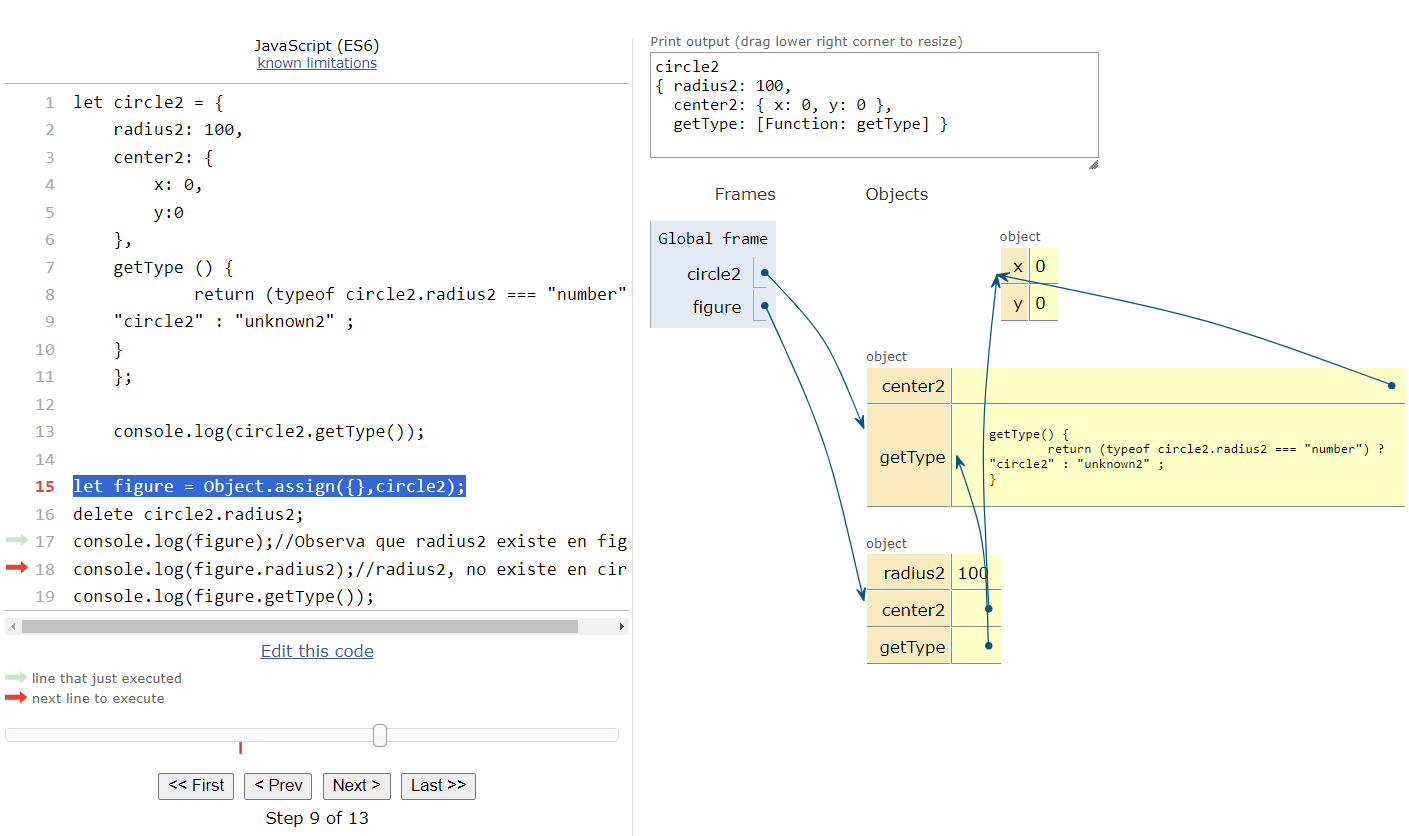 JavaScript (ES6)
known limitations
1 let circle2 = {
2 radius2: 100,
3 center2: {
4 x: 0,
5 y:0
6 },
7 getType () {
8 return (typeof circle2.radius2 === "number"
9 "circle2" : "unknown2" ;
10 }
11 };
12
13 console.log(circle2.getType());
14
15 let figure = Object.assign({},circle2);
16 delete circle2.radius2;
17 console.log(figure);//Observa que radius2 existe en fig
18 console.log(figure.radius2);//radius2, no existe en cir
19 console.log(figure.getType());
Edit this code
line that just executed
next line to execute
<< First < Prev Next > Last >>
Step 9 of 13
Print output (drag lower right corner to resize)
circle2
{ radius2: 100,
center2: { x: 0, y: 0 },
getType: [Function: getType] }
Frames Objects
Global frame
circle2
figure
object
x 0
y 0
object
center2
getType
getType() {
return (typeof circle2.radius2 === "number") ?
"circle2" : "unknown2" ;
}
object
radius2 100
center2
getType